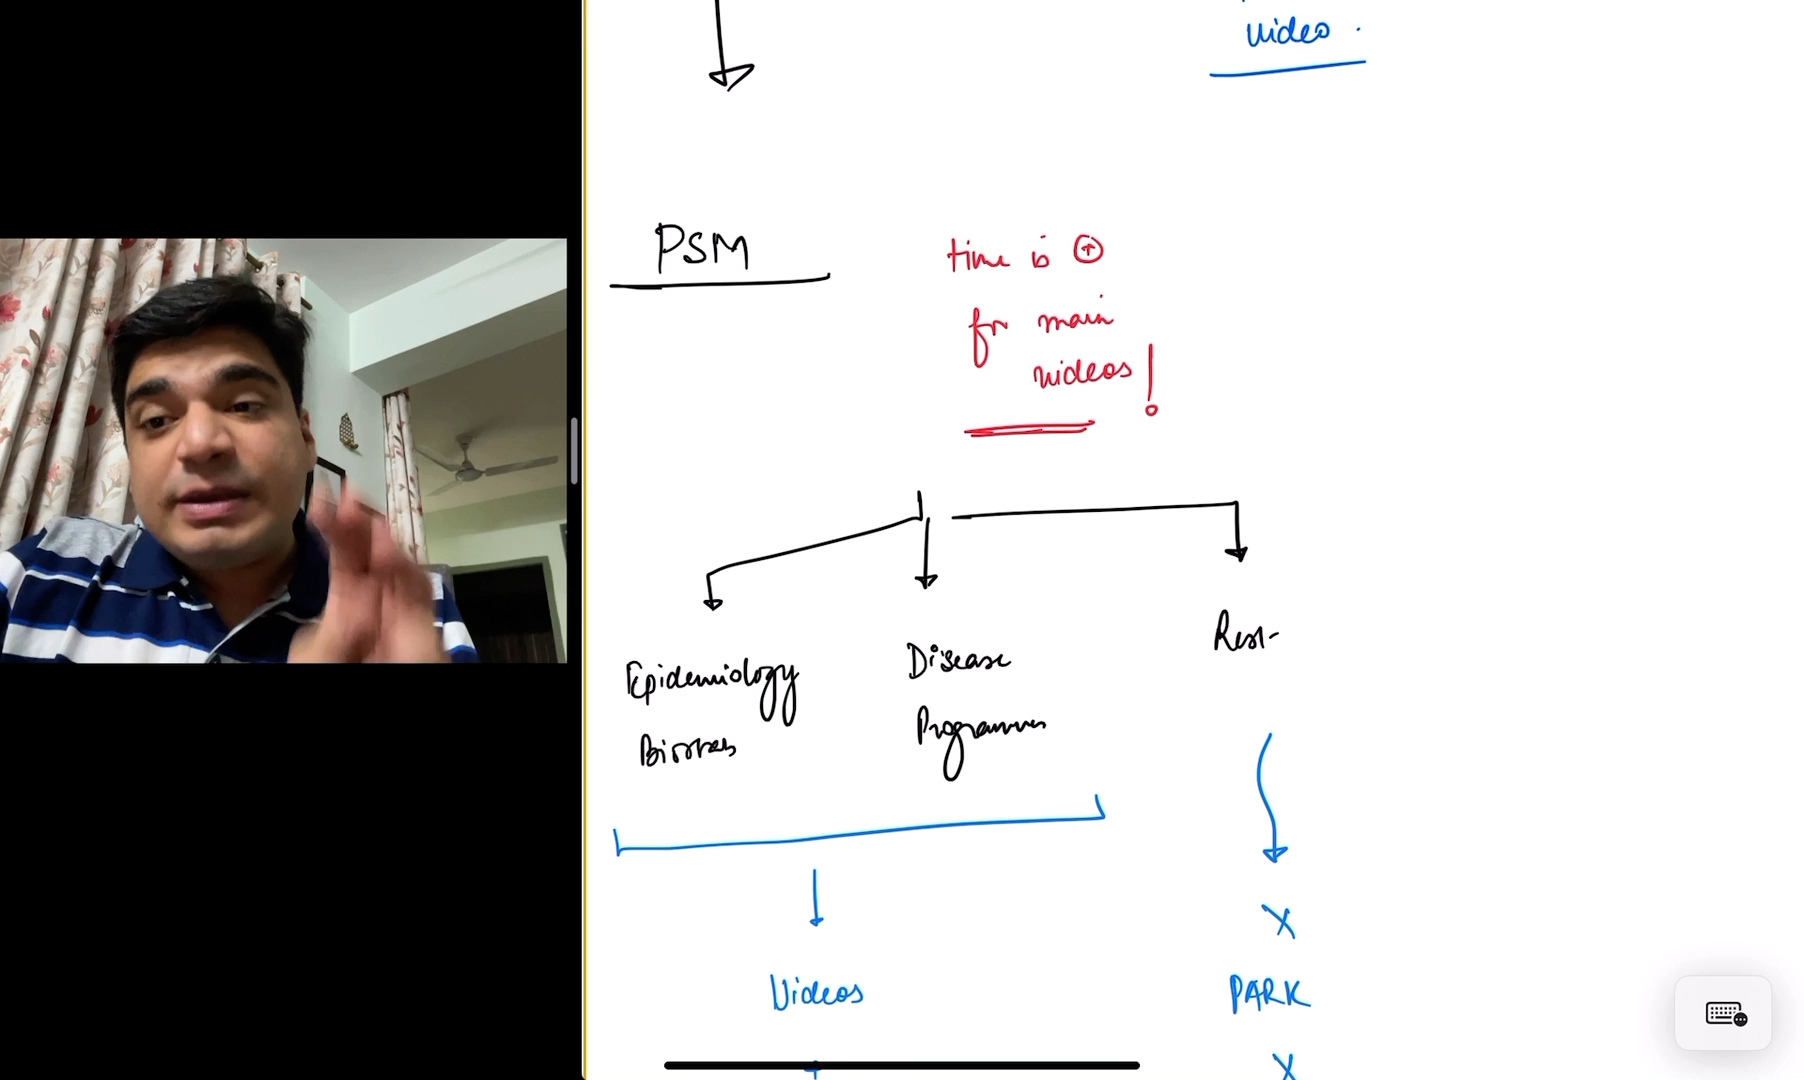 video.
PSM
time is +
for main
videos!
Epidemiology
Biostats
Disease
Programmes
Rest
Videos
X
PARK
X